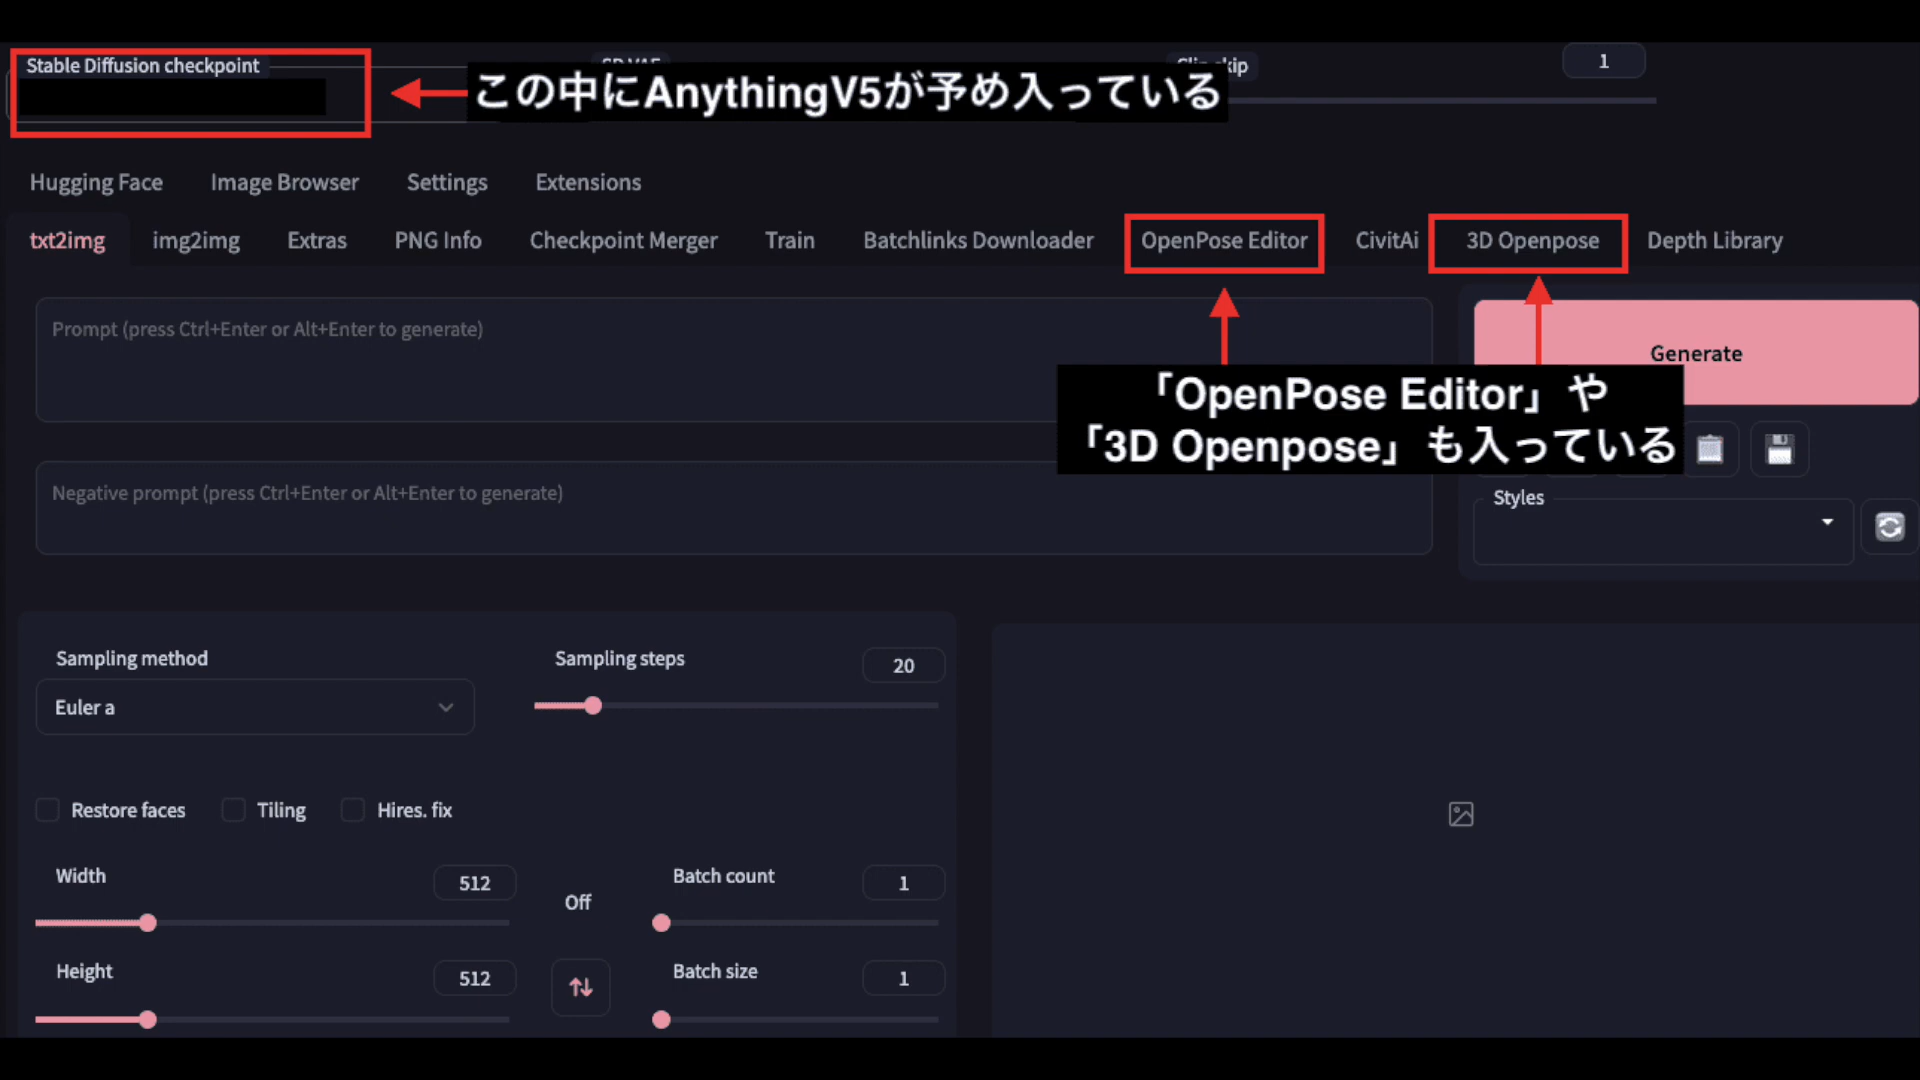 Stable Diffusion checkpoint
この中にAnythingV5が予め入っている
1
Hugging Face Image Browser Settings Extensions
txt2img img2img Extras PNG Info Checkpoint Merger Train Batchlinks Downloader OpenPose Editor CivitAi 3D Openpose Depth Library
Prompt (press Ctrl+Enter or Alt+Enter to generate)
Generate
「OpenPose Editor」や
「3D Openpose」も入っている
Negative prompt (press Ctrl+Enter or Alt+Enter to generate)
Styles
Sampling method
Sampling steps
20
Euler a
Restore faces Tiling Hires. fix
Width
512
Off
Batch count
1
Height
512
Batch size
1